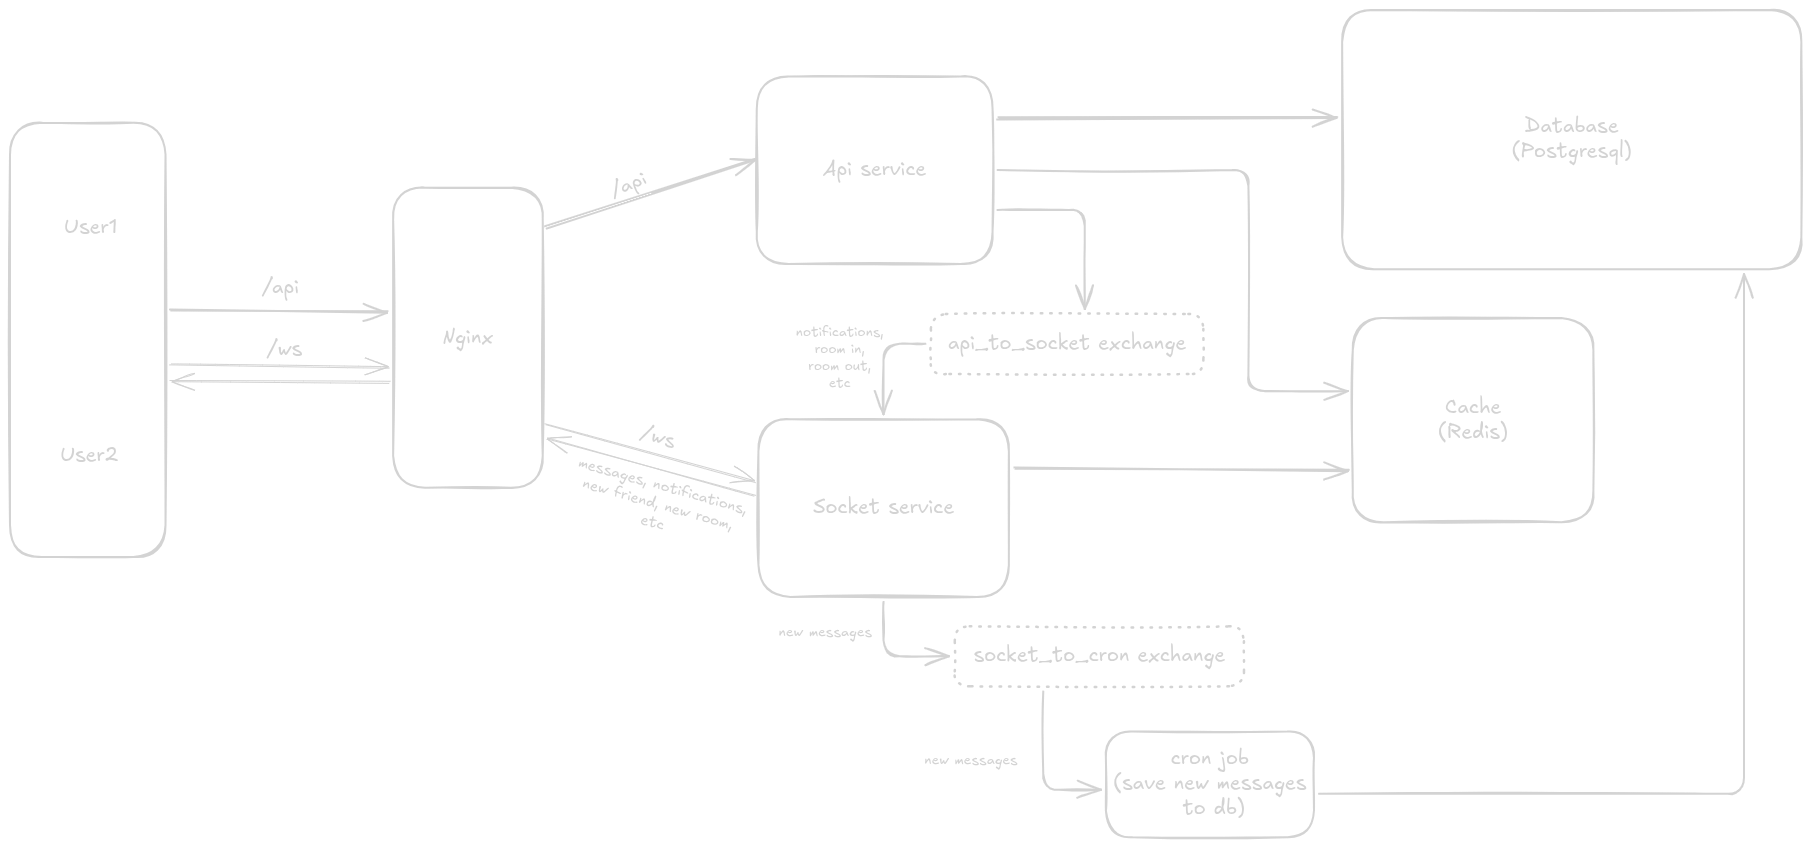 User1
User2
/api
/ws
Nginx
/api
/ws
messages, notifications,
new friend, new room,
etc
Api service
notifications,
room in,
room out,
etc
api_to_socket exchange
Socket service
new messages
socket_to_cron exchange
new messages
cron job
(save new messages
to db)
Database
(Postgresql)
Cache
(Redis)